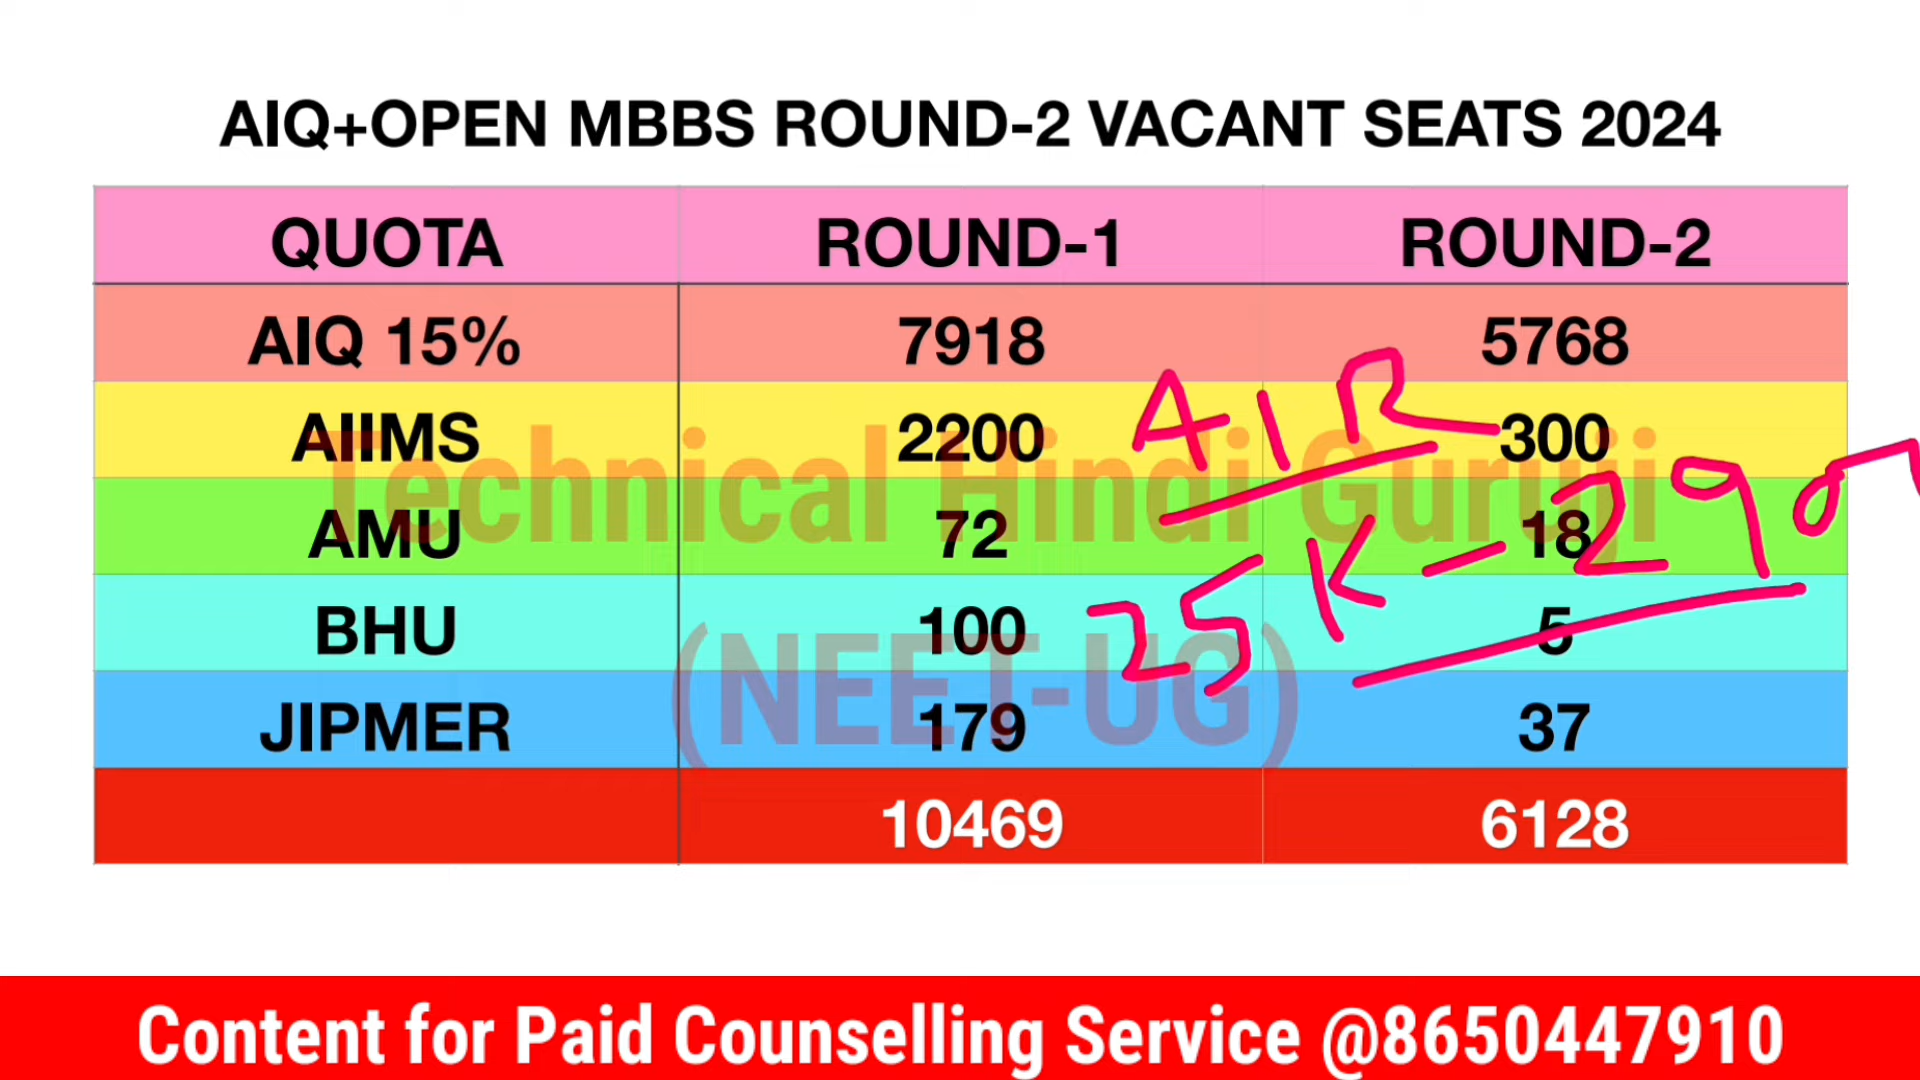 AIQ+OPEN MBBS ROUND-2 VACANT SEATS 2024
QUOTA ROUND-1 ROUND-2
AIQ 15% 7918 5768
AIIMS 2200 300
AMU 72 18
BHU 100 5
JIPMER 179 37
10469 6128
AIR
25K-290
Technical Hindi Guruji
(NEET-UG)
Content for Paid Counselling Service @8650447910